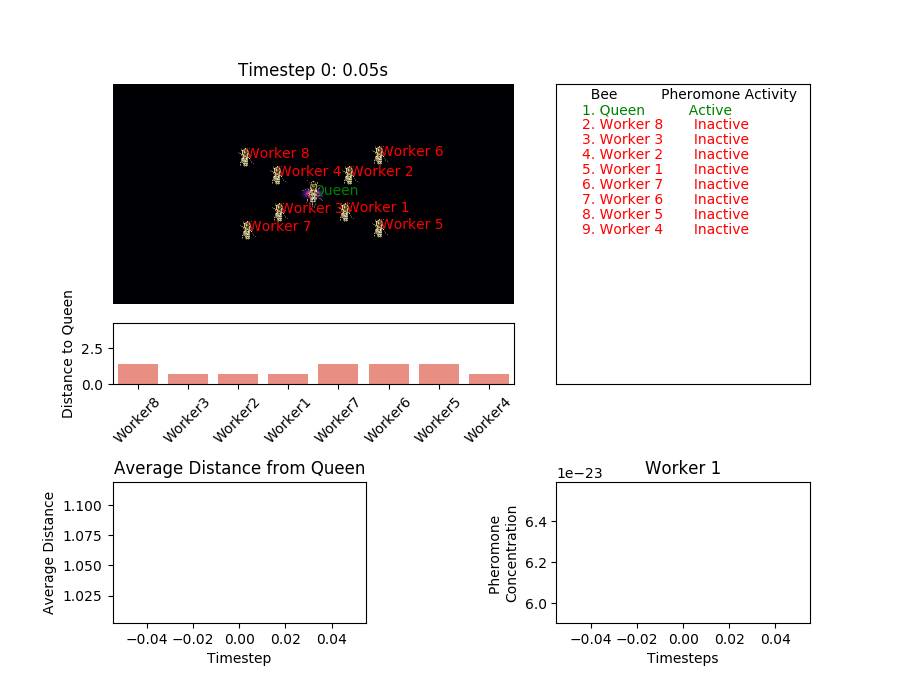 Timestep 0: 0.05s
Worker 8
Worker 6
Worker 4
Worker 2
Queen
Worker 3
Worker 1
Worker 7
Worker 5
Bee Pheromone Activity
1. Queen Active
2. Worker 8 Inactive
3. Worker 3 Inactive
4. Worker 2 Inactive
5. Worker 1 Inactive
6. Worker 7 Inactive
7. Worker 6 Inactive
8. Worker 5 Inactive
9. Worker 4 Inactive
Distance to Queen
2.5
0.0
Worker8 Worker3 Worker2 Worker1 Worker7 Worker6 Worker5 Worker4
Average Distance from Queen
Average Distance
1.100
1.075
1.050
1.025
−0.04 −0.02 0.00 0.02 0.04
Timestep
Worker 1
1e−23
Pheromone
Concentration
6.4
6.2
6.0
−0.04 −0.02 0.00 0.02 0.04
Timesteps